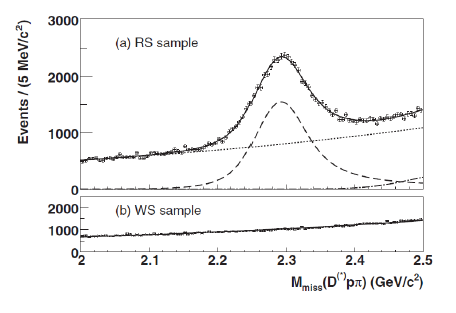 3000
(a) RS sample
2000
1000
0
Events / (5 MeV/c²)
2000
(b) WS sample
1000
0
2 2.1 2.2 2.3 2.4 2.5
M_miss(D^(*)pπ) (GeV/c²)